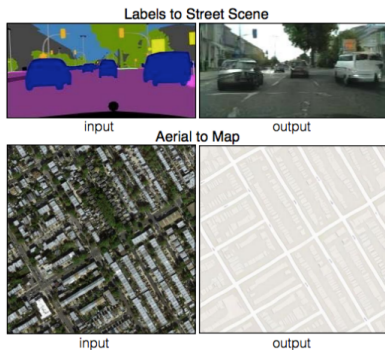 Labels to Street Scene
input
output
Aerial to Map
input
output